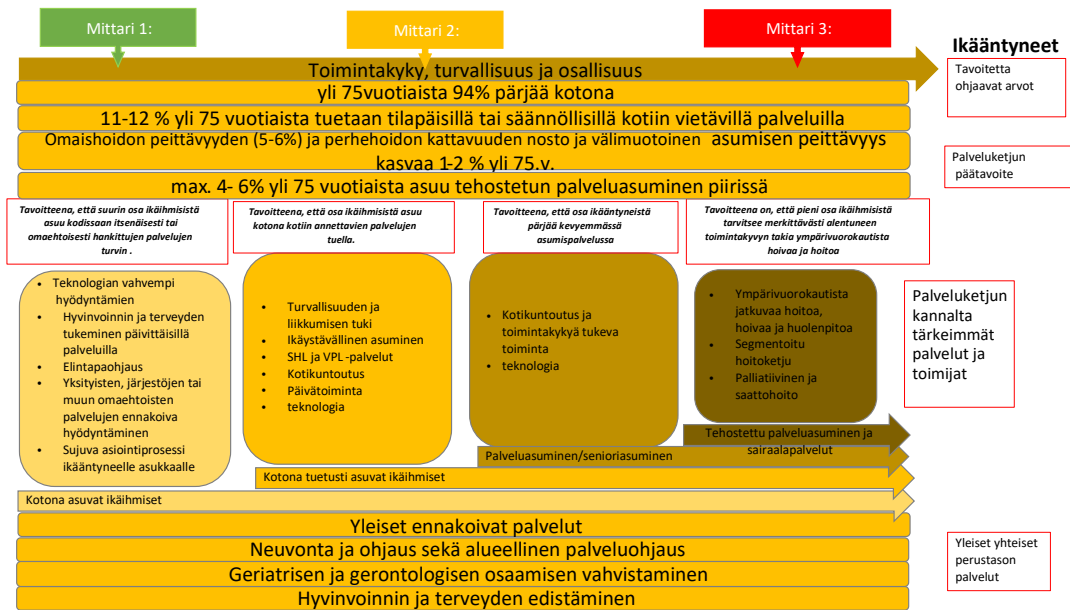 Mittari 1:
Mittari 2:
Mittari 3:
Ikääntyneet
Toimintakyky, turvallisuus ja osallisuus
Tavoitetta
ohjaavat arvot
yli 75vuotiaista 94% pärjää kotona
11-12 % yli 75 vuotiaista tuetaan tilapäisillä tai säännöllisillä kotiin vietävillä palveluilla
Omaishoidon peittävyyden (5-6%) ja perhehoidon kattavuuden nosto ja välimuotoinen asumisen peittävyys
kasvaa 1-2 % yli 75.v.
Palveluketjun
päätavoite
max. 4- 6% yli 75 vuotiaista asuu tehostetun palveluasuminen piirissä
Tavoitteena, että suurin osa ikäihmisistä
asuu kodissaan itsenäisesti tai
omaehtoisesti hankittujen palvelujen
turvin .
Tavoitteena, että osa ikäihmisistä asuu
kotona kotiin annettavien palvelujen
tuella.
Tavoitteena, että osa ikääntyneistä
pärjää kevyemmässä
asumispalvelussa
Tavoitteena on, että pieni osa ikäihmisistä
tarvitsee merkittävästi alentuneen
toimintakyvyn takia ympärivuorokautista
hoivaa ja hoitoa
• Teknologian vahvempi
hyödyntämien
• Hyvinvoinnin ja terveyden
tukeminen päivittäisillä
palveluilla
• Elintapaohjaus
• Yksityisten, järjestöjen tai
muun omaehtoisten
palvelujen ennakoiva
hyödyntäminen
• Sujuva asiointiprosessi
ikääntyneelle asukkaalle
• Turvallisuuden ja
liikkumisen tuki
• Ikäystävällinen asuminen
• SHL ja VPL -palvelut
• Kotikuntoutus
• Päivätoiminta
• teknologia
• Kotikuntoutus ja
toimintakykyä tukeva
toiminta
• teknologia
• Ympärivuorokautista
jatkuvaa hoitoa,
hoivaa ja huolenpitoa
• Segmentoitu
hoitoketju
• Palliatiivinen ja
saattohoito
Palveluketjun
kannalta
tärkeimmät
palvelut ja
toimijat
Tehostettu palveluasuminen ja
sairaalapalvelut
Palveluasuminen/senioriasuminen
Kotona tuetusti asuvat ikäihmiset
Kotona asuvat ikäihmiset
Yleiset ennakoivat palvelut
Neuvonta ja ohjaus sekä alueellinen palveluohjaus
Geriatrisen ja gerontologisen osaamisen vahvistaminen
Hyvinvoinnin ja terveyden edistäminen
Yleiset yhteiset
perustason
palvelut